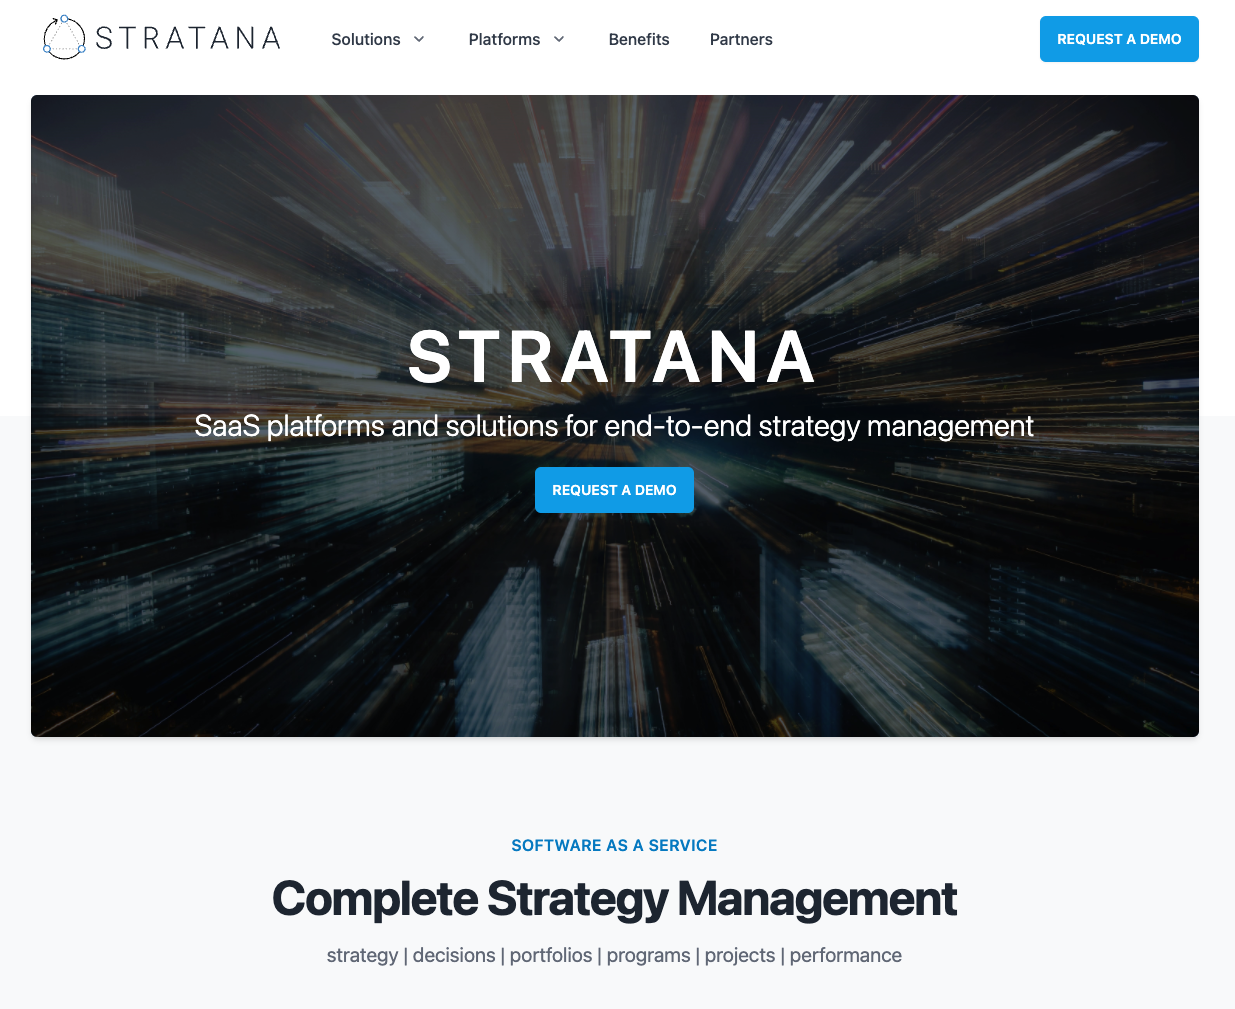 STRATANA
Solutions
Platforms
Benefits
Partners
REQUEST A DEMO
STRATANA
SaaS platforms and solutions for end-to-end strategy management
REQUEST A DEMO
SOFTWARE AS A SERVICE
Complete Strategy Management
strategy | decisions | portfolios | programs | projects | performance